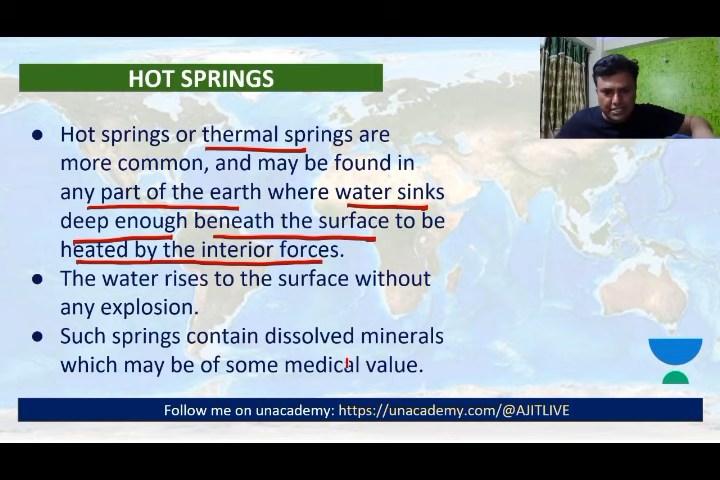 HOT SPRINGS
● Hot springs or thermal springs are
more common, and may be found in
any part of the earth where water sinks
deep enough beneath the surface to be
heated by the interior forces.
● The water rises to the surface without
any explosion.
● Such springs contain dissolved minerals
which may be of some medical value.
Follow me on unacademy: https://unacademy.com/@AJITLIVE